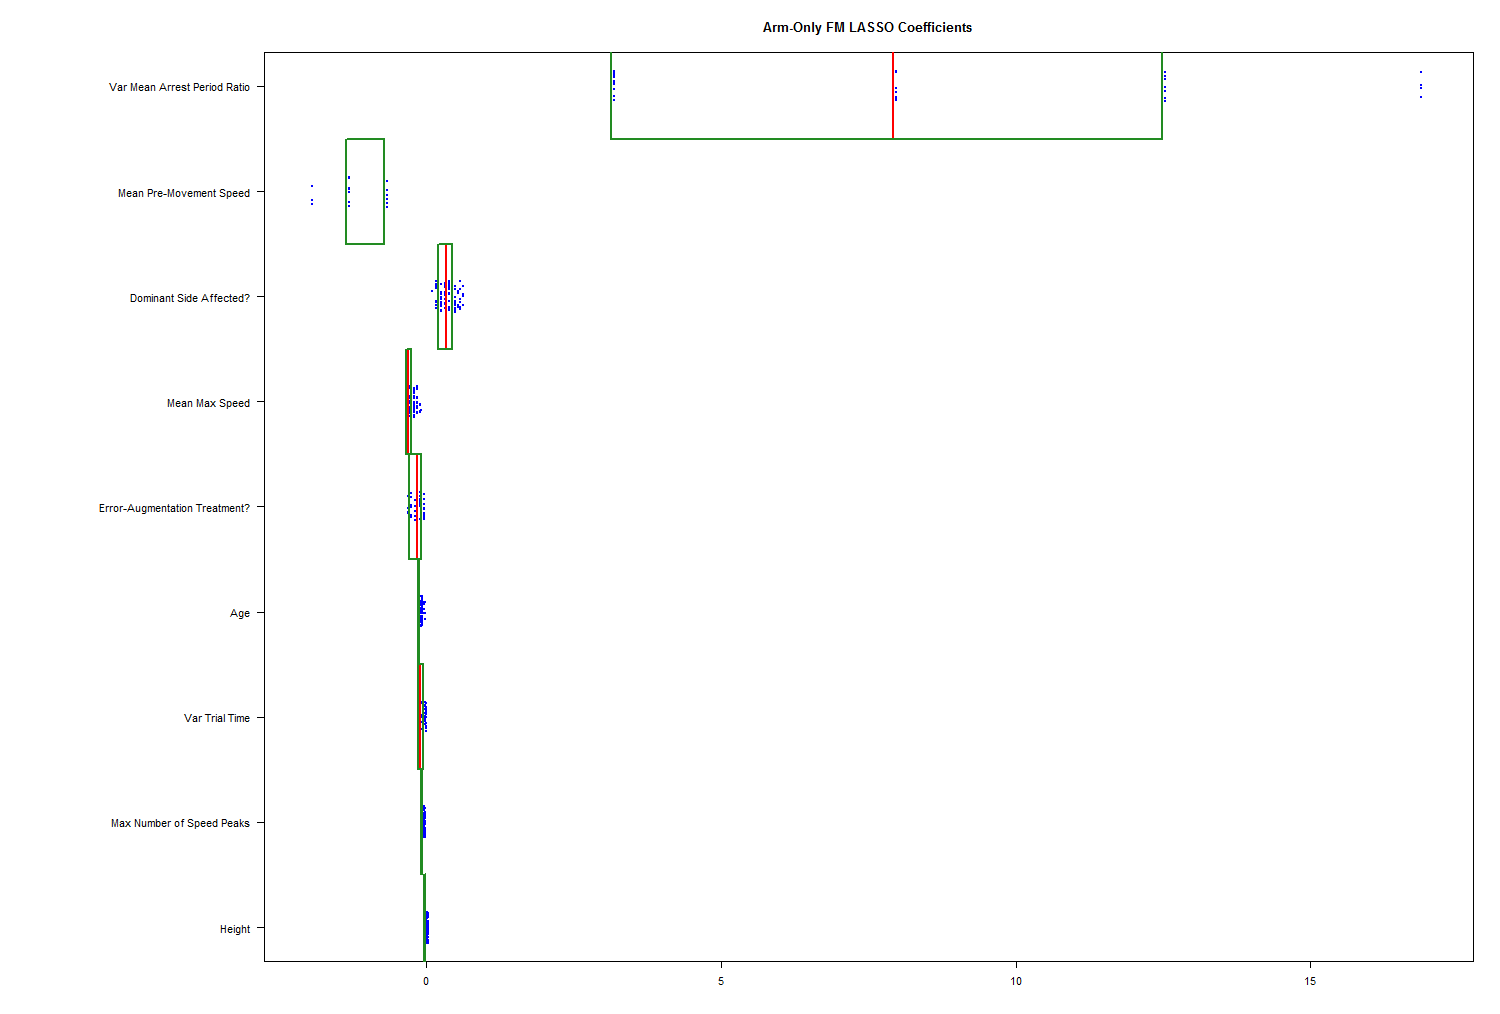 Arm-Only FM LASSO Coefficients
Var Mean Arrest Period Ratio
Mean Pre-Movement Speed
Dominant Side Affected?
Mean Max Speed
Error-Augmentation Treatment?
Age
Var Trial Time
Max Number of Speed Peaks
Height
0 5 10 15